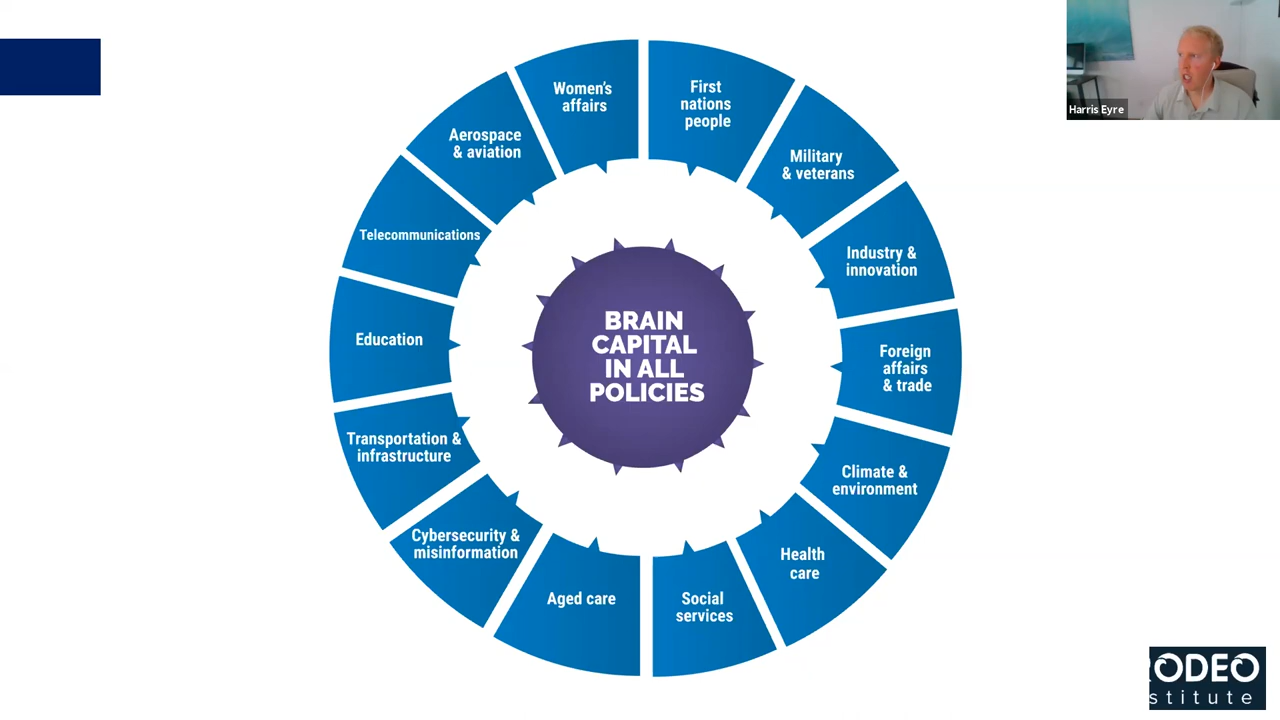 Women's
affairs
First
nations
people
Military
& veterans
Industry &
innovation
Foreign
affairs
& trade
Climate &
environment
Health
care
Social
services
Aged care
Cybersecurity &
misinformation
Transportation &
infrastructure
Education
Telecommunications
Aerospace
& aviation
BRAIN
CAPITAL
IN ALL
POLICIES
Harris Eyre
RODEO
stitute